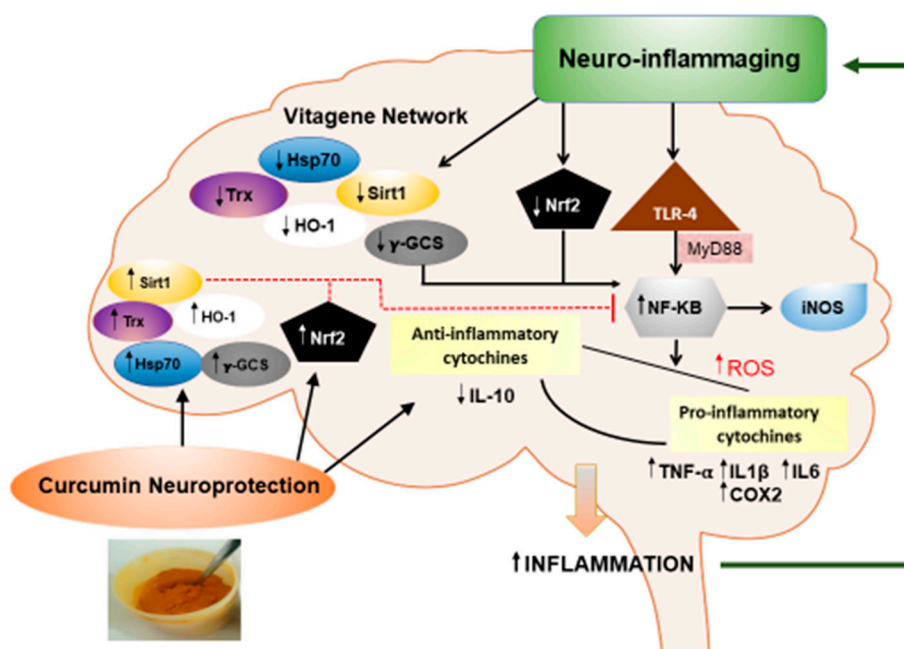 Neuro-inflammaging
Vitagene Network
↓Hsp70
↓Trx
↓Sirt1
↓HO-1
↓γ-GCS
↓Nrf2
TLR-4
MyD88
↑Sirt1
↑Trx
↑HO-1
↑Hsp70
↑γ-GCS
↑Nrf2
↑NF-KB
iNOS
Anti-inflammatory
cytochines
↓IL-10
↑ROS
Pro-inflammatory
cytochines
↑TNF-α ↑IL1β ↑IL6
↑COX2
Curcumin Neuroprotection
↑INFLAMMATION